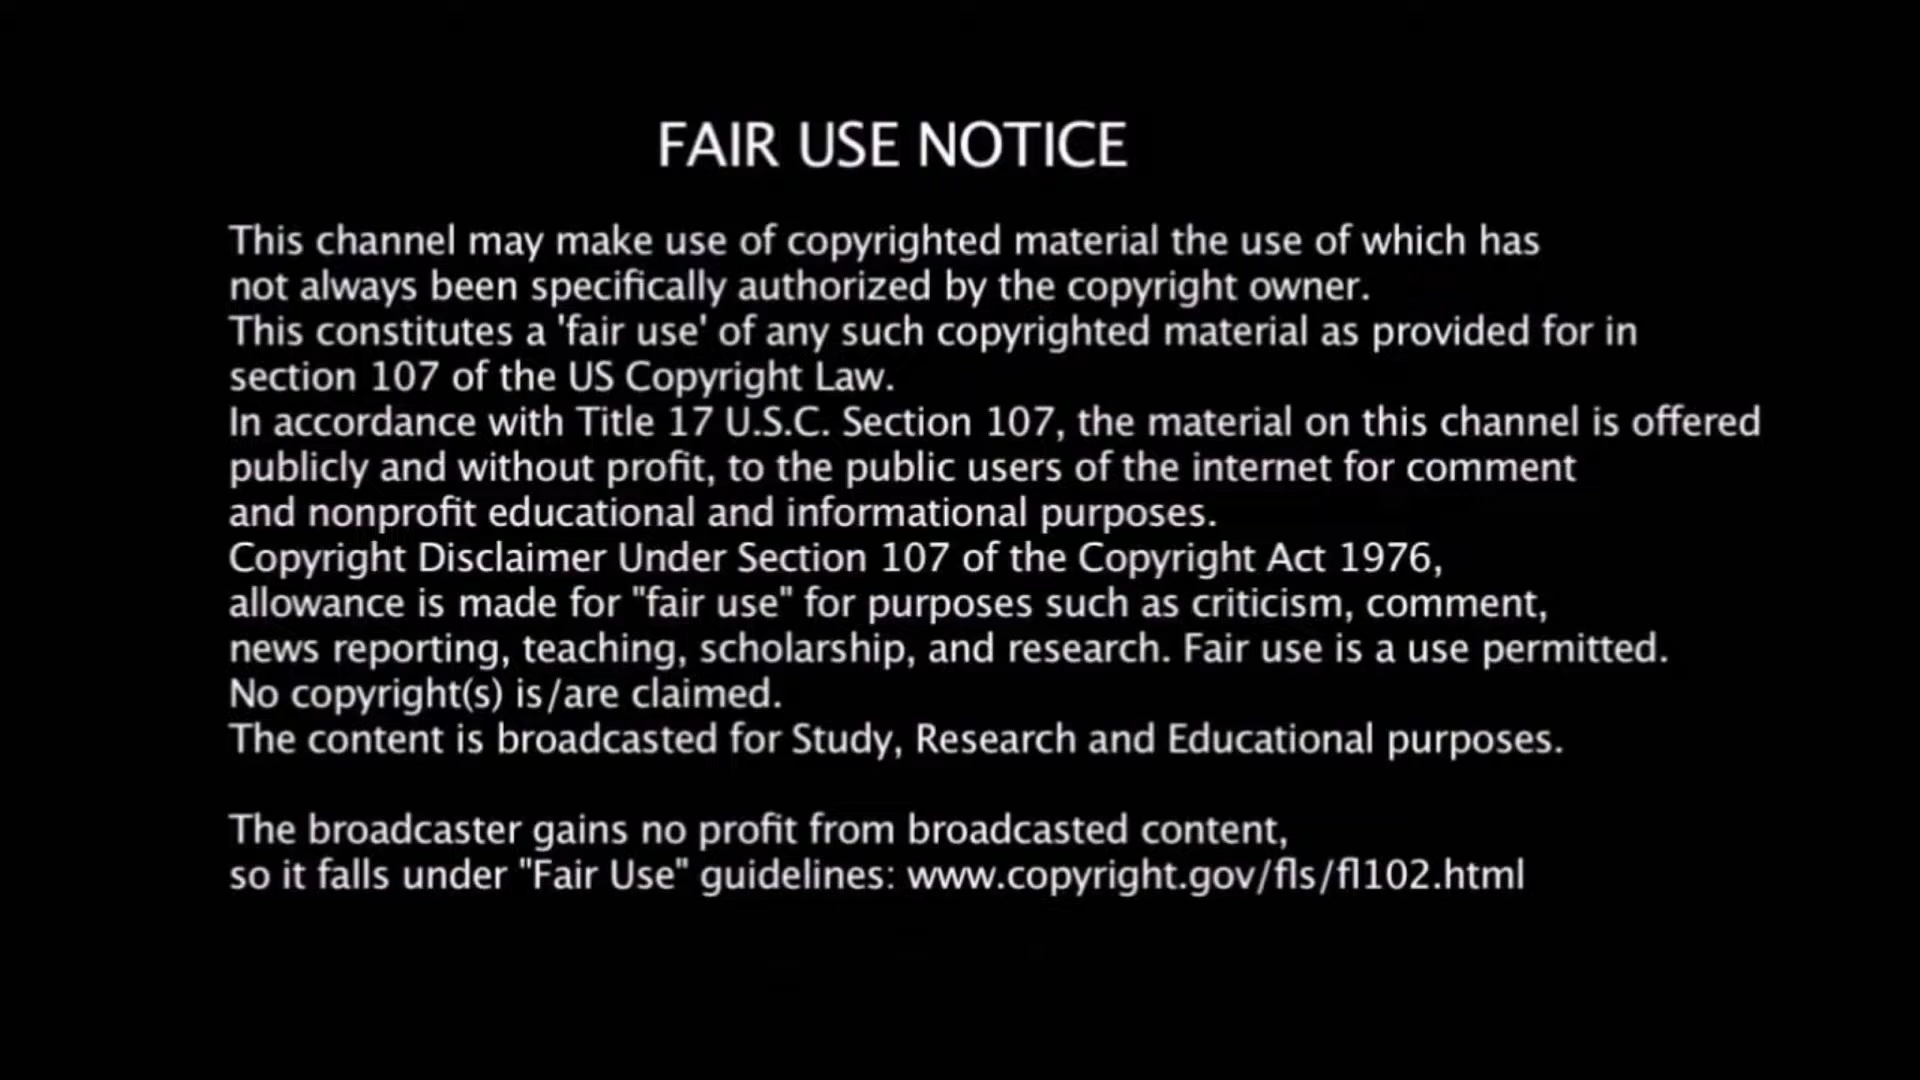 FAIR USE NOTICE
This channel may make use of copyrighted material the use of which has
not always been specifically authorized by the copyright owner.
This constitutes a 'fair use' of any such copyrighted material as provided for in
section 107 of the US Copyright Law.
In accordance with Title 17 U.S.C. Section 107, the material on this channel is offered
publicly and without profit, to the public users of the internet for comment
and nonprofit educational and informational purposes.
Copyright Disclaimer Under Section 107 of the Copyright Act 1976,
allowance is made for "fair use" for purposes such as criticism, comment,
news reporting, teaching, scholarship, and research. Fair use is a use permitted.
No copyright(s) is/are claimed.
The content is broadcasted for Study, Research and Educational purposes.
The broadcaster gains no profit from broadcasted content,
so it falls under "Fair Use" guidelines: www.copyright.gov/fls/fl102.html